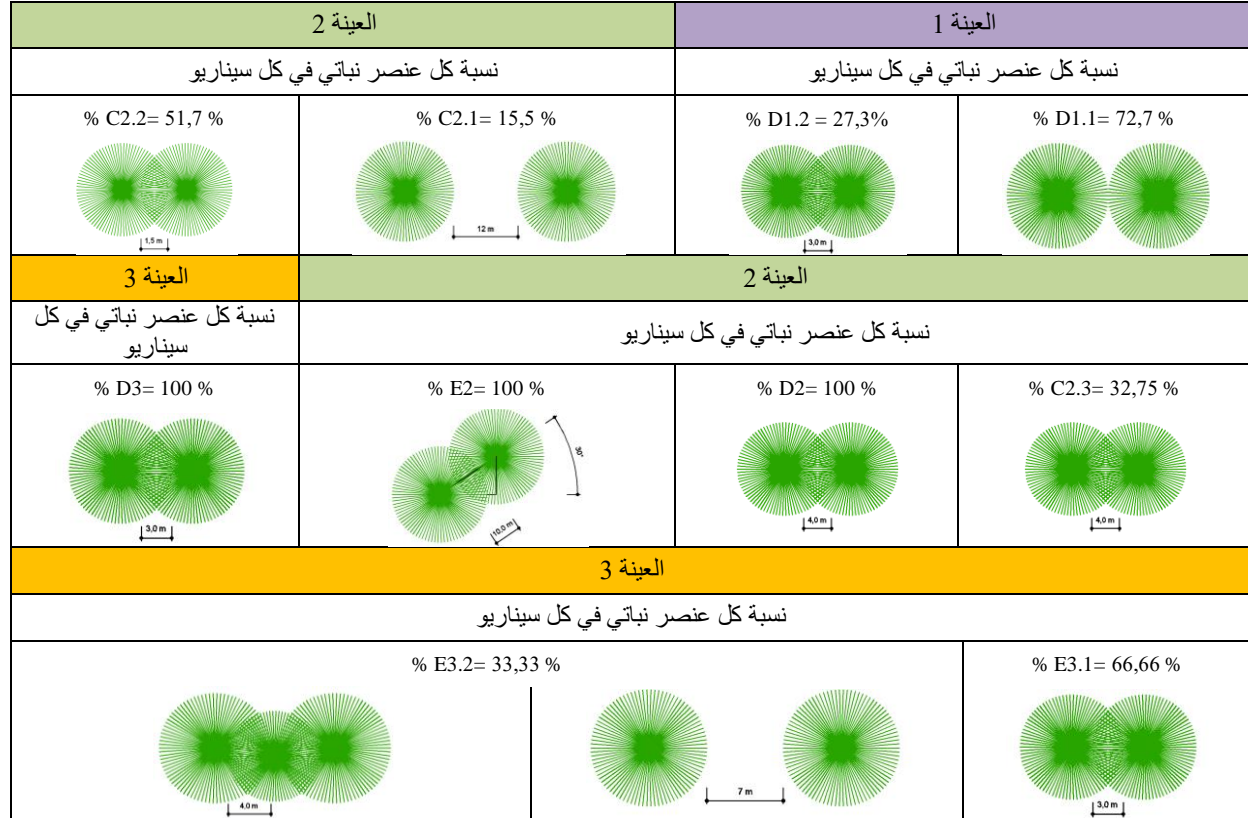 العينة 1
العينة 2
نسبة كل عنصر نباتي في كل سيناريو
نسبة كل عنصر نباتي في كل سيناريو
% D1.1= 72,7 %
% D1.2 = 27,3%
% C2.1= 15,5 %
% C2.2= 51,7 %
3,0 m
12 m
1,5 m
العينة 2
العينة 3
نسبة كل عنصر نباتي في كل سيناريو
نسبة كل عنصر نباتي في كل
سيناريو
% C2.3= 32,75 %
% D2= 100 %
% E2= 100 %
% D3= 100 %
4,0 m
4,0 m
30°
10,0 m
3,0 m
العينة 3
نسبة كل عنصر نباتي في كل سيناريو
% E3.1= 66,66 %
% E3.2= 33,33 %
3,0 m
7 m
4,0 m